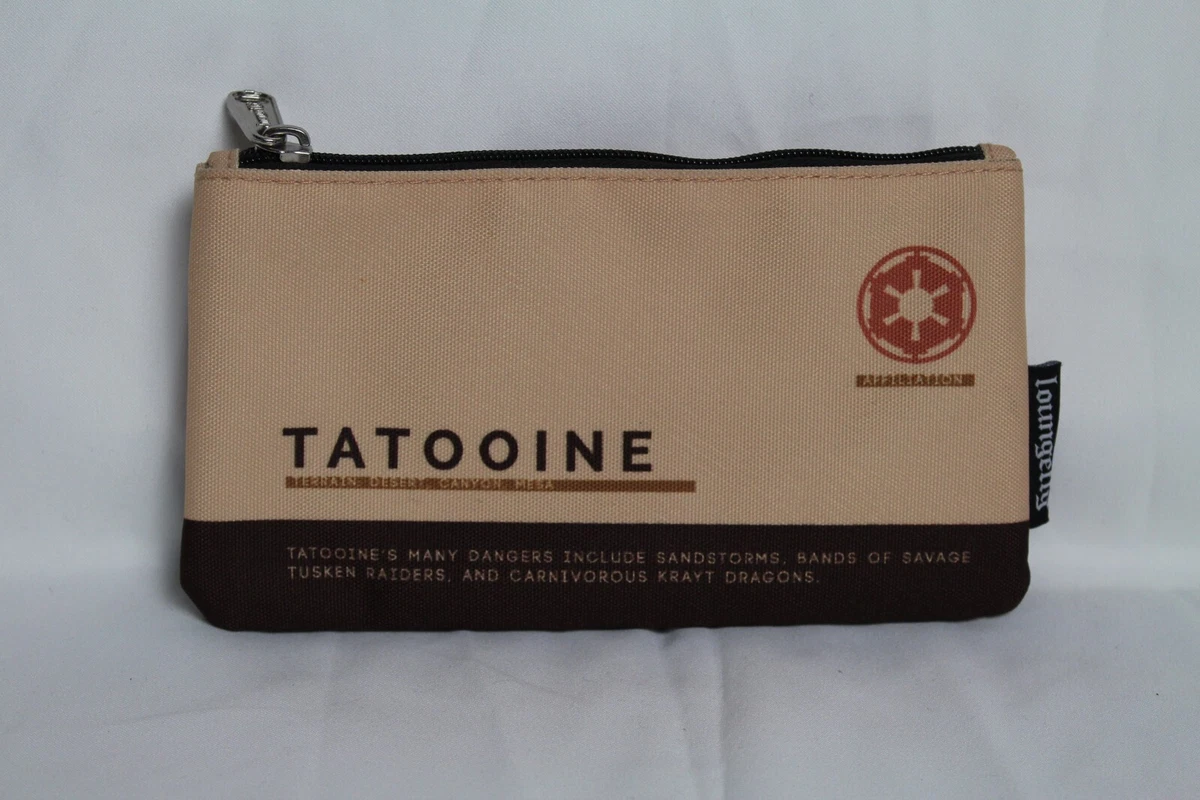 AFFILIATION
TATOOINE
TERRAIN: DESERT, CANYON, MESA
TATOOINE'S MANY DANGERS INCLUDE SANDSTORMS, BANDS OF SAVAGE
TUSKEN RAIDERS, AND CARNIVOROUS KRAYT DRAGONS.
loungefly